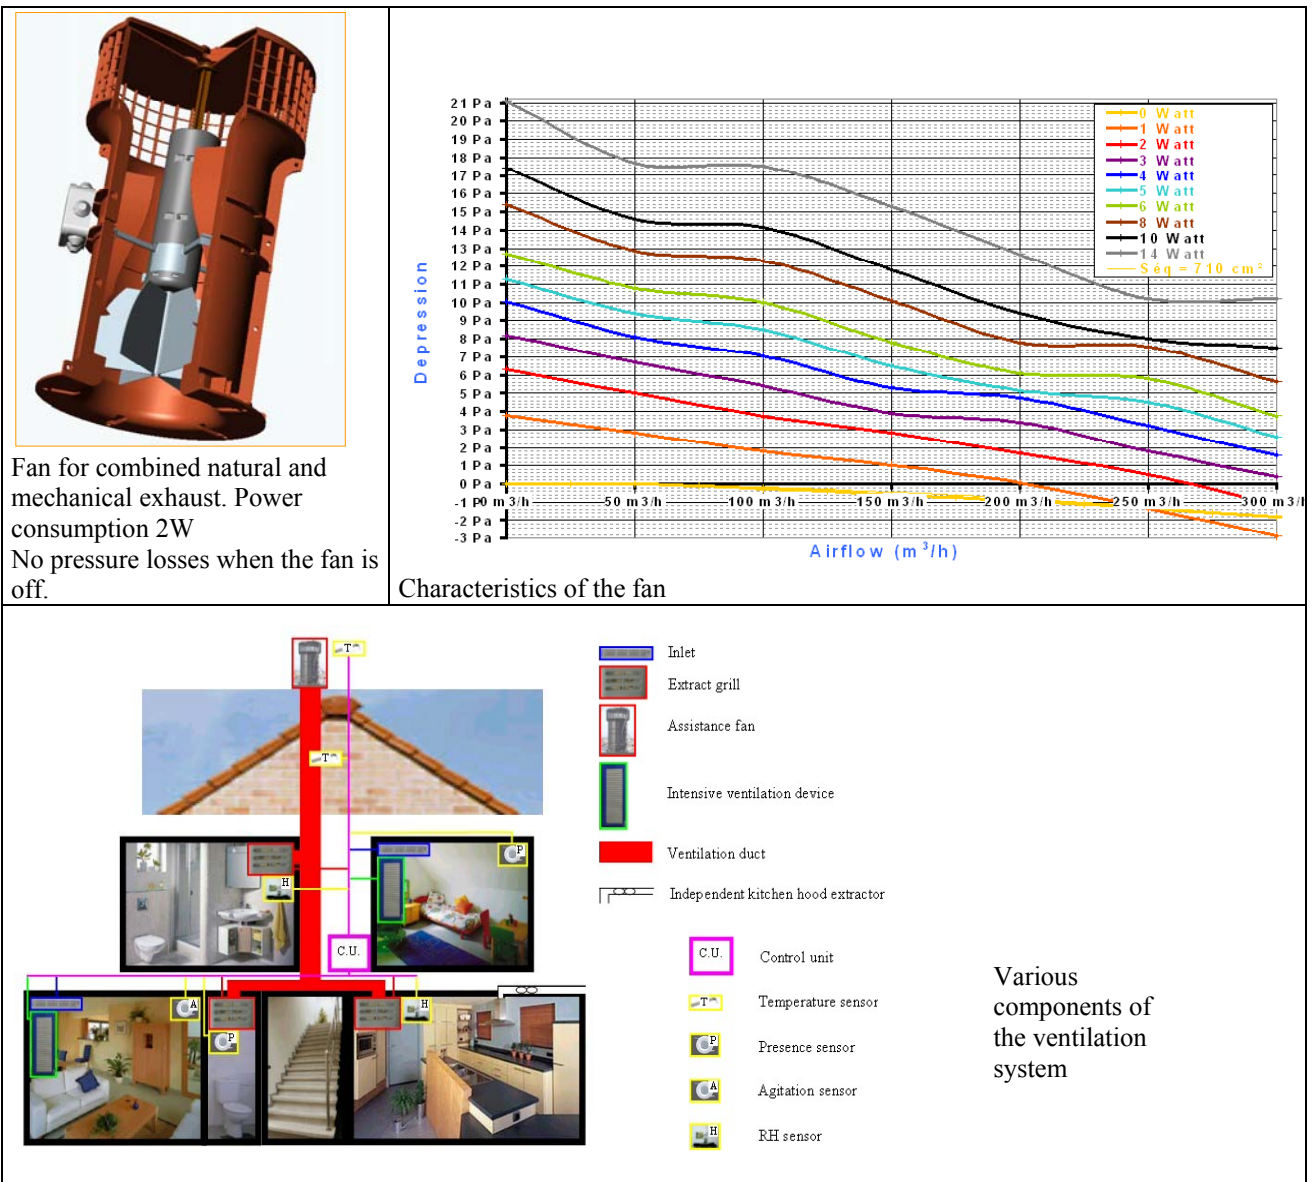 Fan for combined natural and
mechanical exhaust. Power
consumption 2W
No pressure losses when the fan is
off.
21 Pa
20 Pa
19 Pa
18 Pa
17 Pa
16 Pa
15 Pa
14 Pa
13 Pa
12 Pa
11 Pa
10 Pa
9 Pa
8 Pa
7 Pa
6 Pa
5 Pa
4 Pa
3 Pa
2 Pa
1 Pa
0 Pa
-1 P
-2 Pa
-3 Pa
Depression
0 m3/h 50 m3/h 100 m3/h 150 m3/h 200 m3/h 250 m3/h 300 m3/h
Airflow (m³/h)
0 Watt
1 Watt
2 Watt
3 Watt
4 Watt
5 Watt
6 Watt
8 Watt
10 Watt
14 Watt
Séq = 710 cm²
Characteristics of the fan
T
T
P
H
C.U.
A
P
H
Inlet
Extract grill
Assistance fan
Intensive ventilation device
Ventilation duct
Independent kitchen hood extractor
C.U. Control unit
T Temperature sensor
P Presence sensor
A Agitation sensor
H RH sensor
Various
components of
the ventilation
system